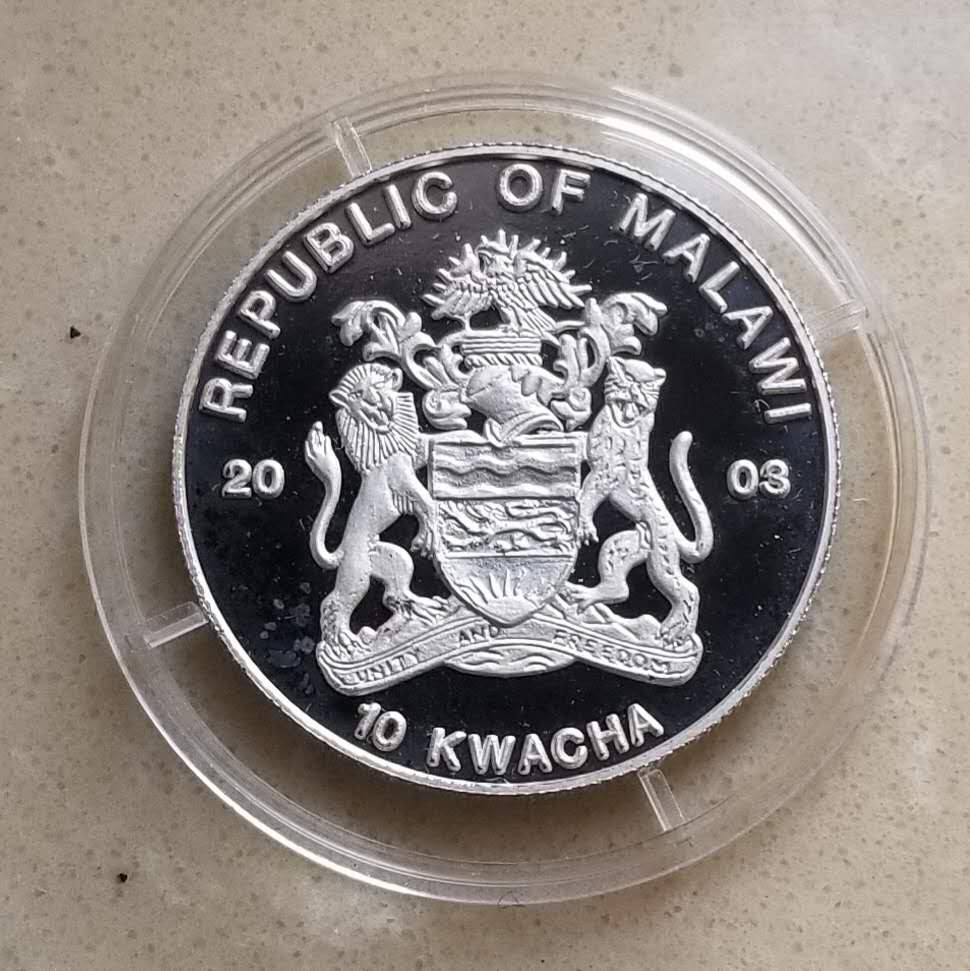 REPUBLIC OF MALAWI
20 03
UNITY AND FREEDOM
10 KWACHA